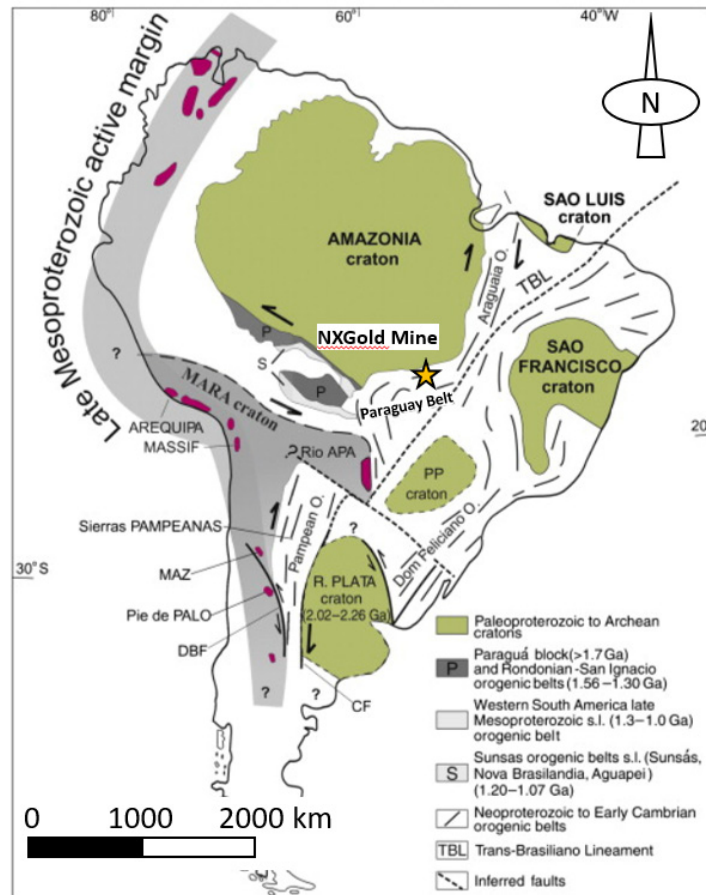 80°
60°
40°W
Late Mesoproterozoic active margin
N
SAO LUIS
craton
AMAZONIA
craton
Araguaia O.
TBL
NXGold Mine
P
S
P
SAO
FRANCISCO
craton
?
MARA craton
Paraguay Belt
AREQUIPA
MASSIF
20
? Rio APA
PP
craton
Sierras PAMPEANAS
Pampean O.
?
Dom Feliciano O.
30°S
MAZ
R. PLATA
craton
(2.02–2.26 Ga)
Pie de PALO
DBF
?
?
CF
Paleoproterozoic to Archean
cratons
P
Paraguá block(>1.7 Ga)
and Rondonian-San Ignacio
orogenic belts (1.56–1.30 Ga)
Western South America late
Mesoproterozoic s.l. (1.3–1.0 Ga)
orogenic belt
S
Sunsas orogenic belts s.l. (Sunsás,
Nova Brasilandia, Aguapei)
(1.20–1.07 Ga)
Neoproterozoic to Early Cambrian
orogenic belts
TBL
Trans-Brasiliano Lineament
Inferred faults
0 1000 2000 km